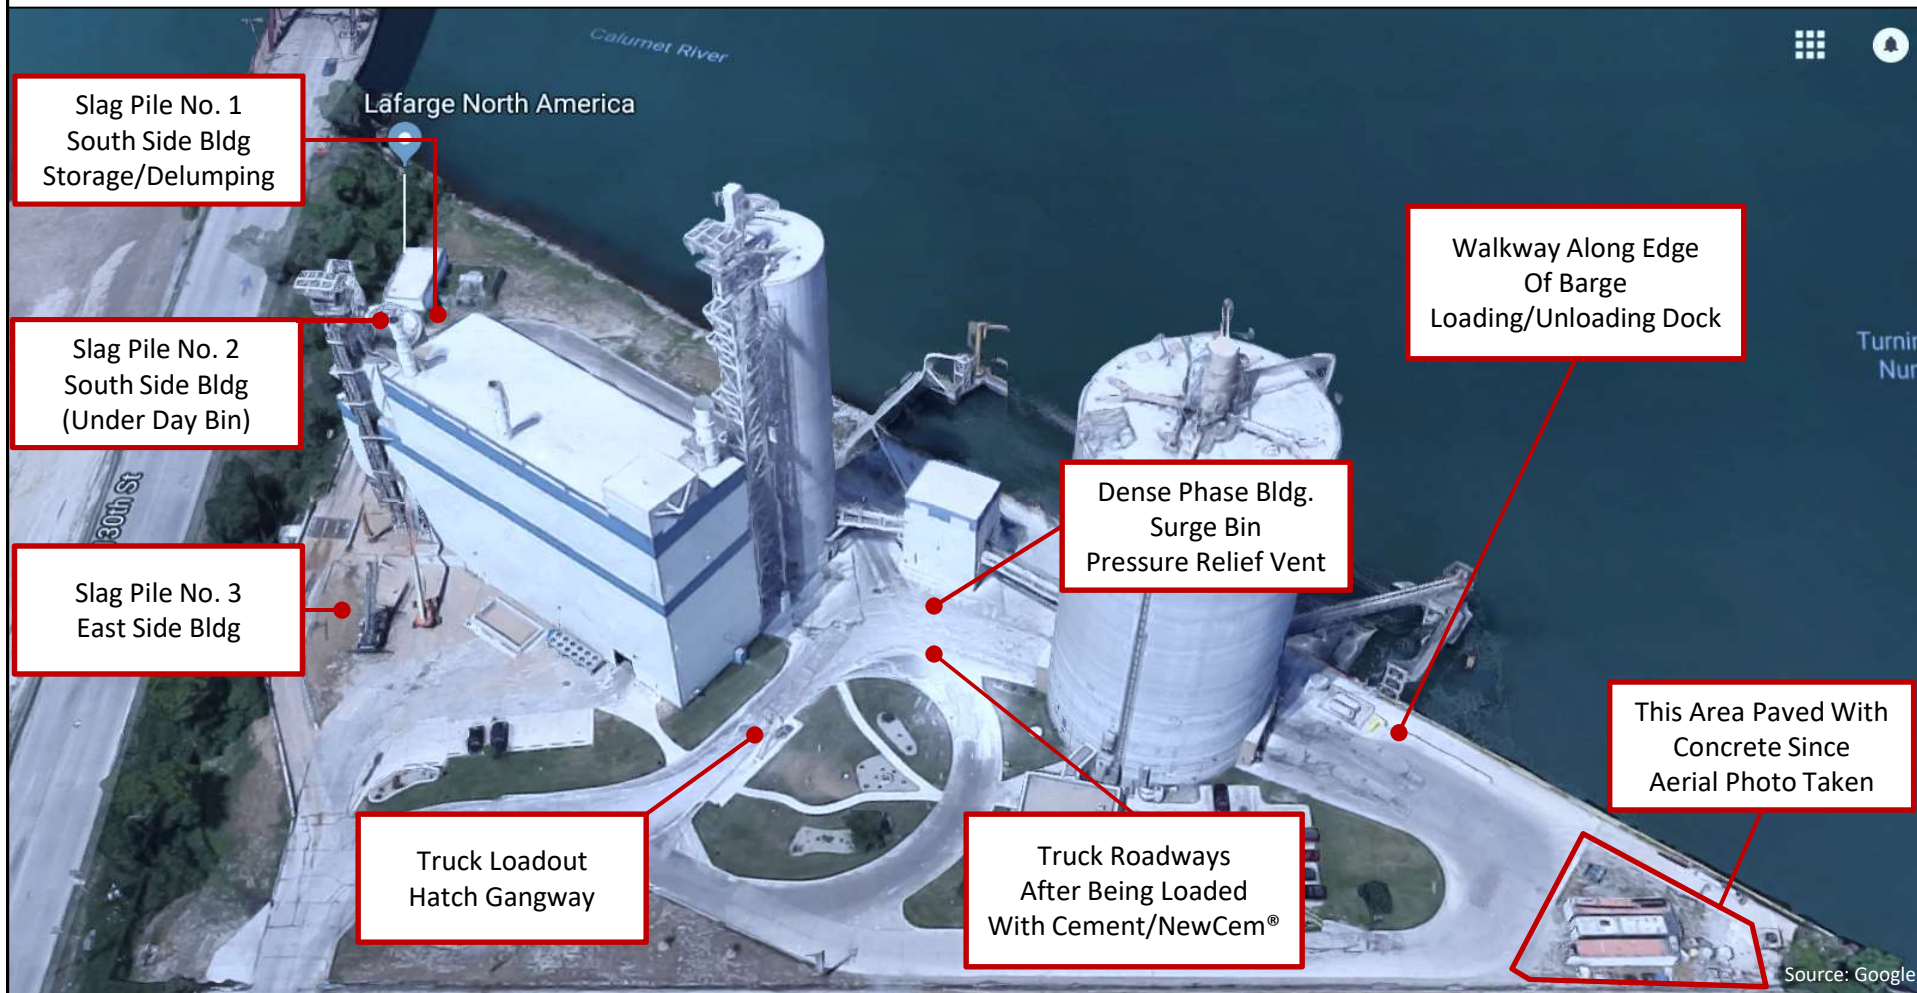 Calumet River
Lafarge North America
Slag Pile No. 1
South Side Bldg
Storage/Delumping
Slag Pile No. 2
South Side Bldg
(Under Day Bin)
Slag Pile No. 3
East Side Bldg
Walkway Along Edge
Of Barge
Loading/Unloading Dock
Dense Phase Bldg.
Surge Bin
Pressure Relief Vent
This Area Paved With
Concrete Since
Aerial Photo Taken
Truck Loadout
Hatch Gangway
Truck Roadways
After Being Loaded
With Cement/NewCem®
130th St
Source: Google